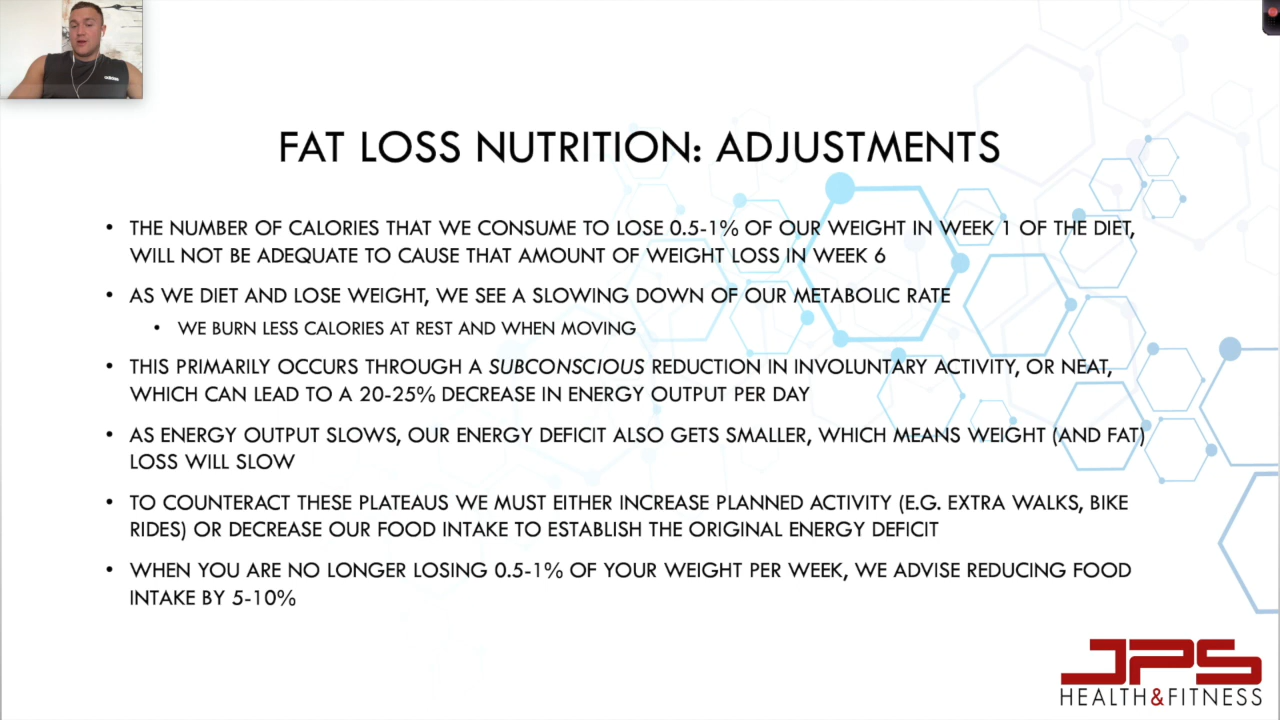 FAT LOSS NUTRITION: ADJUSTMENTS
• THE NUMBER OF CALORIES THAT WE CONSUME TO LOSE 0.5-1% OF OUR WEIGHT IN WEEK 1 OF THE DIET,
WILL NOT BE ADEQUATE TO CAUSE THAT AMOUNT OF WEIGHT LOSS IN WEEK 6
• AS WE DIET AND LOSE WEIGHT, WE SEE A SLOWING DOWN OF OUR METABOLIC RATE
• WE BURN LESS CALORIES AT REST AND WHEN MOVING
• THIS PRIMARILY OCCURS THROUGH A SUBCONSCIOUS REDUCTION IN INVOLUNTARY ACTIVITY, OR NEAT,
WHICH CAN LEAD TO A 20-25% DECREASE IN ENERGY OUTPUT PER DAY
• AS ENERGY OUTPUT SLOWS, OUR ENERGY DEFICIT ALSO GETS SMALLER, WHICH MEANS WEIGHT (AND FAT)
LOSS WILL SLOW
• TO COUNTERACT THESE PLATEAUS WE MUST EITHER INCREASE PLANNED ACTIVITY (E.G. EXTRA WALKS, BIKE
RIDES) OR DECREASE OUR FOOD INTAKE TO ESTABLISH THE ORIGINAL ENERGY DEFICIT
• WHEN YOU ARE NO LONGER LOSING 0.5-1% OF YOUR WEIGHT PER WEEK, WE ADVISE REDUCING FOOD
INTAKE BY 5-10%
JPS
HEALTH&FITNESS